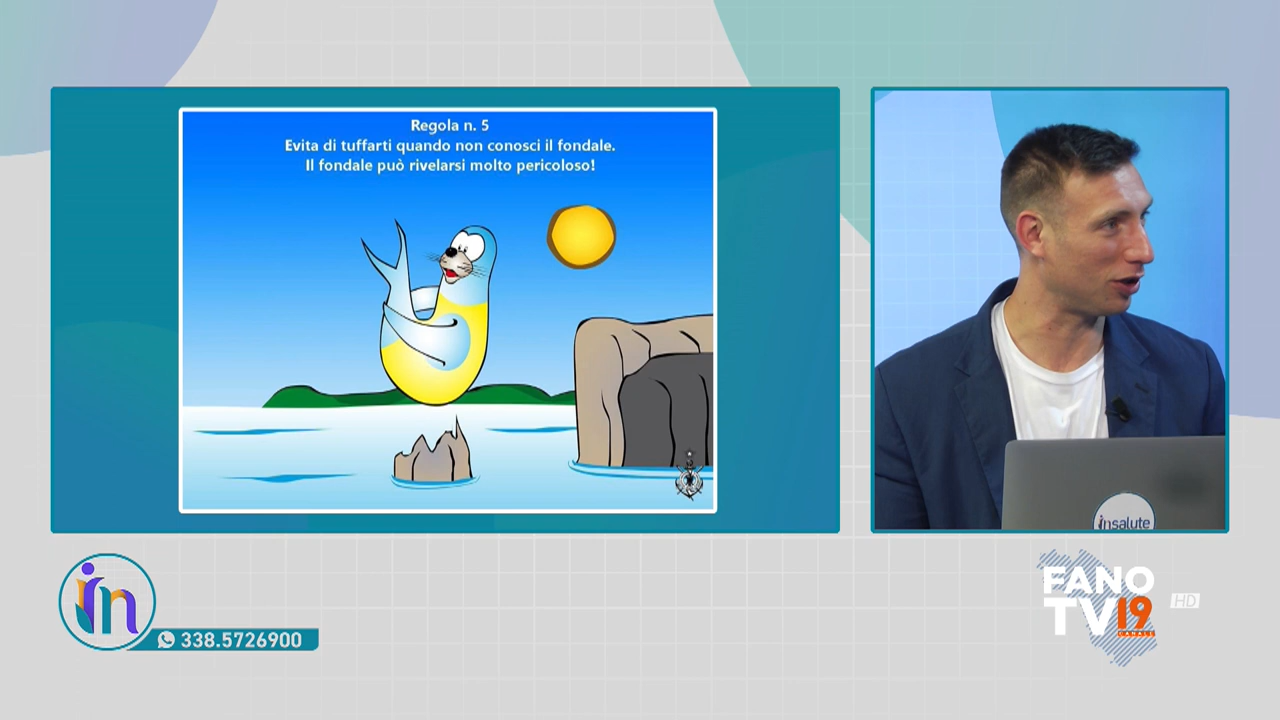 Regola n. 5
Evita di tuffarti quando non conosci il fondale.
Il fondale può rivelarsi molto pericoloso!
insalute
in
338.5726900
FANO
TV19
CANALE
HD